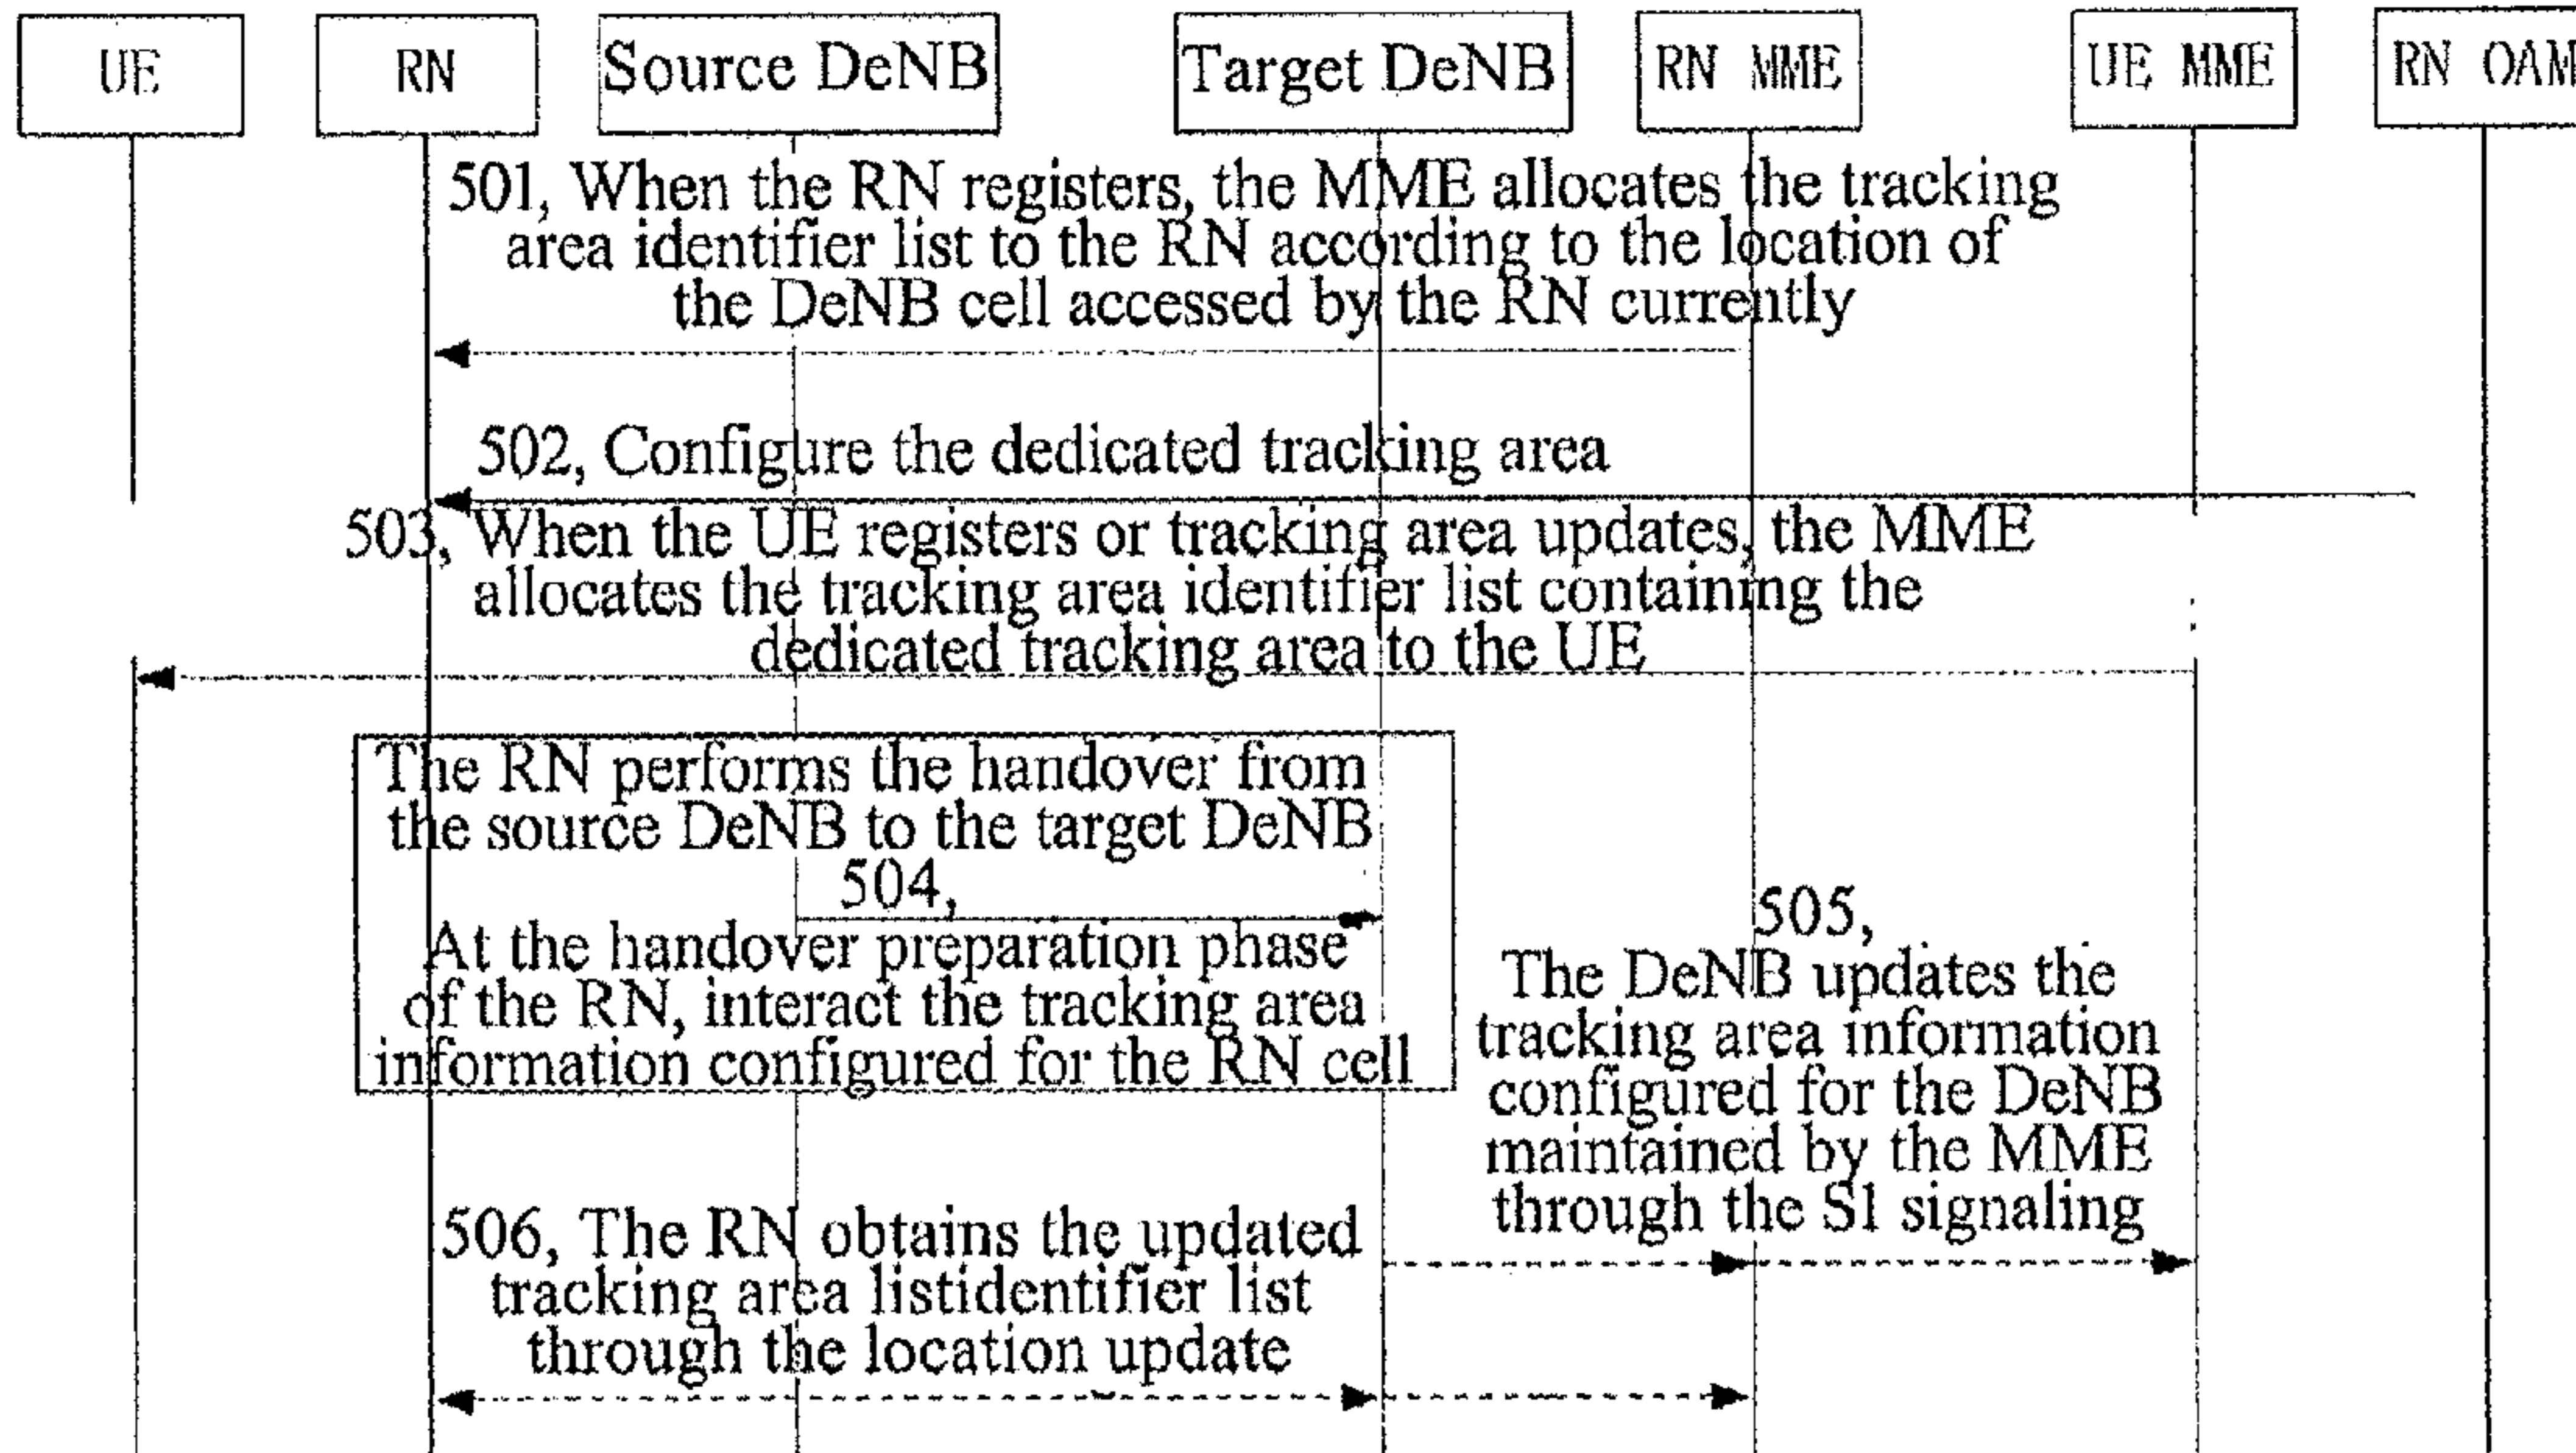 UE
RN
Source DeNB
Target DeNB
RN MME
UE MME
RN OAM
501, When the RN registers, the MME allocates the tracking
area identifier list to the RN according to the location of
the DeNB cell accessed by the RN currently
502, Configure the dedicated tracking area
503, When the UE registers or tracking area updates, the MME
allocates the tracking area identifier list containing the
dedicated tracking area to the UE
The RN performs the handover from
the source DeNB to the target DeNB
504,
At the handover preparation phase
of the RN, interact the tracking area
information configured for the RN cell
505,
The DeNB updates the
tracking area information
configured for the DeNB
maintained by the MME
through the S1 signaling
506, The RN obtains the updated
tracking area listidentifier list
through the location update